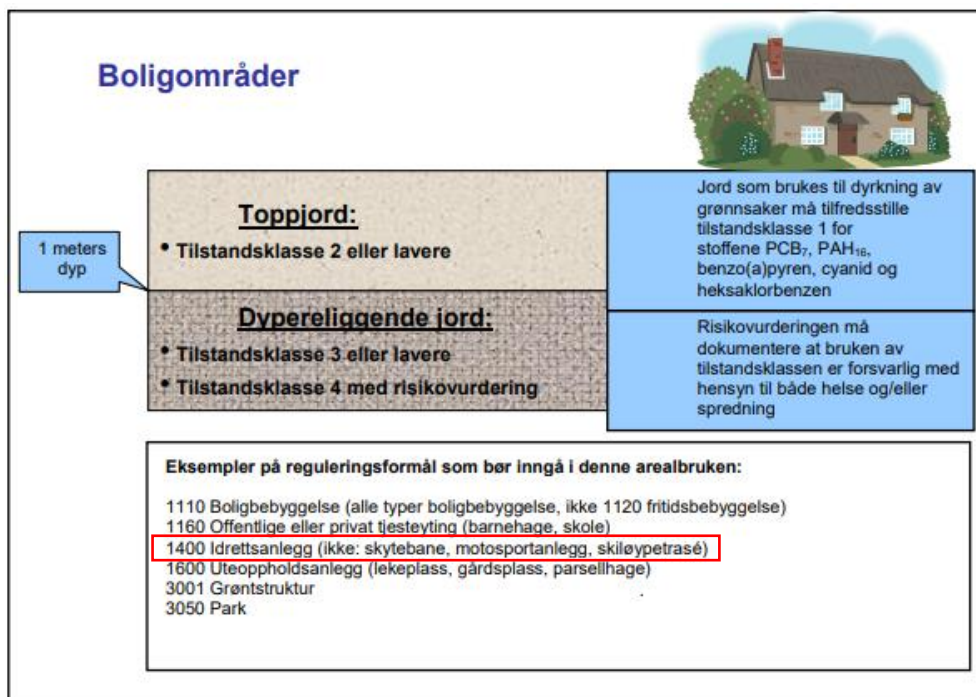 Boligområder
1 meters
dyp
Toppjord:
• Tilstandsklasse 2 eller lavere
Jord som brukes til dyrkning av
grønnsaker må tilfredsstille
tilstandsklasse 1 for
stoffene PCB₇, PAH₁₆,
benzo(a)pyren, cyanid og
heksaklorbenzen
Dypereliggende jord:
• Tilstandsklasse 3 eller lavere
• Tilstandsklasse 4 med risikovurdering
Risikovurderingen må
dokumentere at bruken av
tilstandsklassen er forsvarlig med
hensyn til både helse og/eller
spredning
Eksempler på reguleringsformål som bør inngå i denne arealbruken:
1110 Boligbebyggelse (alle typer boligbebyggelse, ikke 1120 fritidsbebyggelse)
1160 Offentlige eller privat tjesteyting (barnehage, skole)
1400 Idrettsanlegg (ikke: skytebane, motosportanlegg, skiløypetrasé)
1600 Uteoppholdsanlegg (lekeplass, gårdsplass, parsellhage)
3001 Grøntstruktur
3050 Park